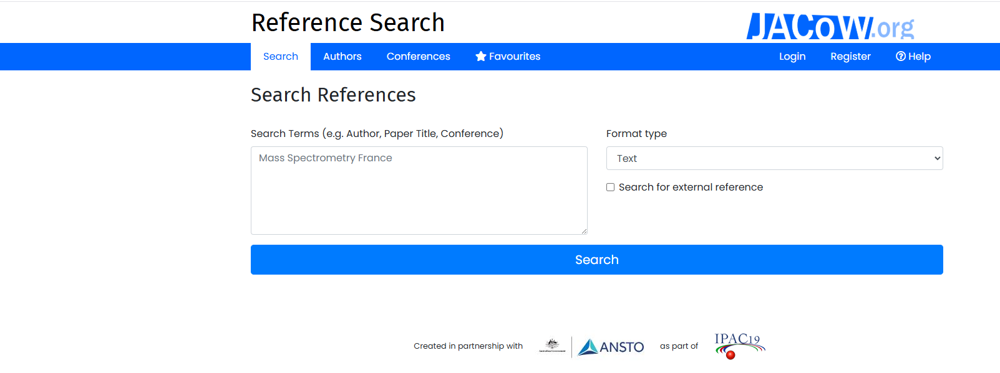 Reference Search
JACoW.org
Search Authors Conferences Favourites Login Register Help
Search References
Search Terms (e.g. Author, Paper Title, Conference) Format type
Mass Spectrometry France Text
Search for external reference
Search
Created in partnership with Australian Government ANSTO as part of IPAC19